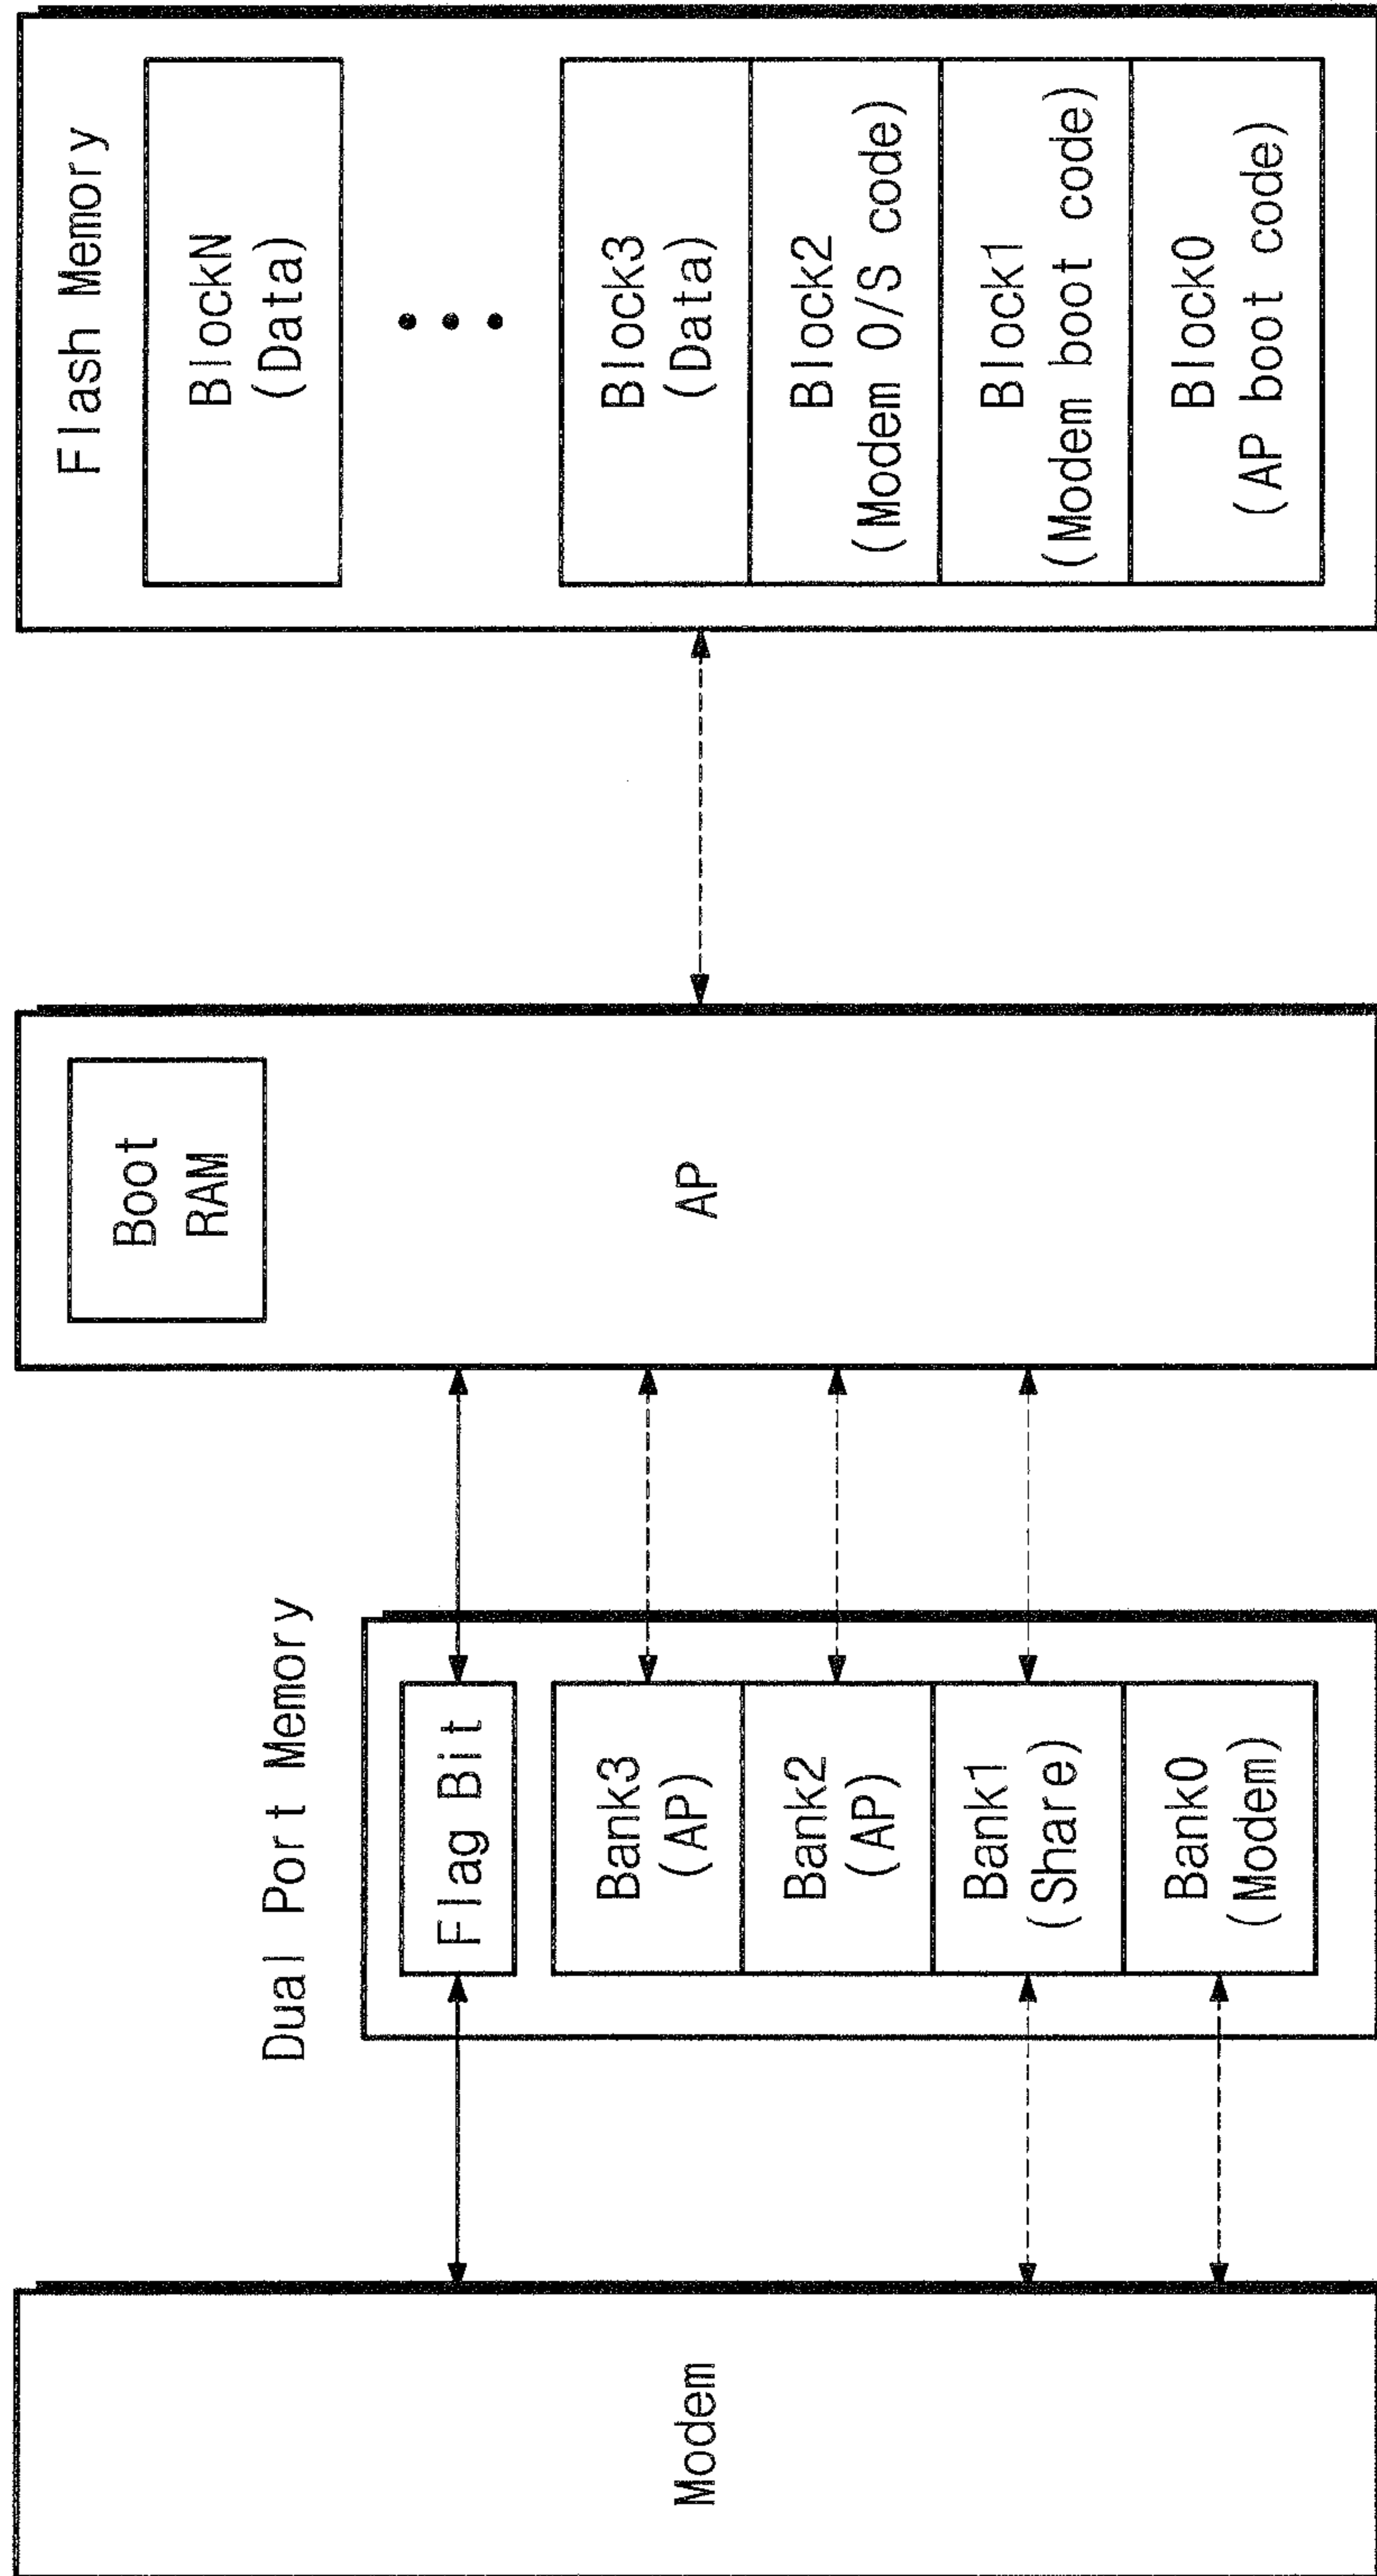 Modem
Dual Port Memory
Flag Bit
Bank3
(AP)
Bank2
(AP)
Bank1
(Share)
Bank0
(Modem)
Boot
RAM
AP
Flash Memory
BlockN
(Data)
Block3
(Data)
Block2
(Modem O/S code)
Block1
(Modem boot code)
Block0
(AP boot code)